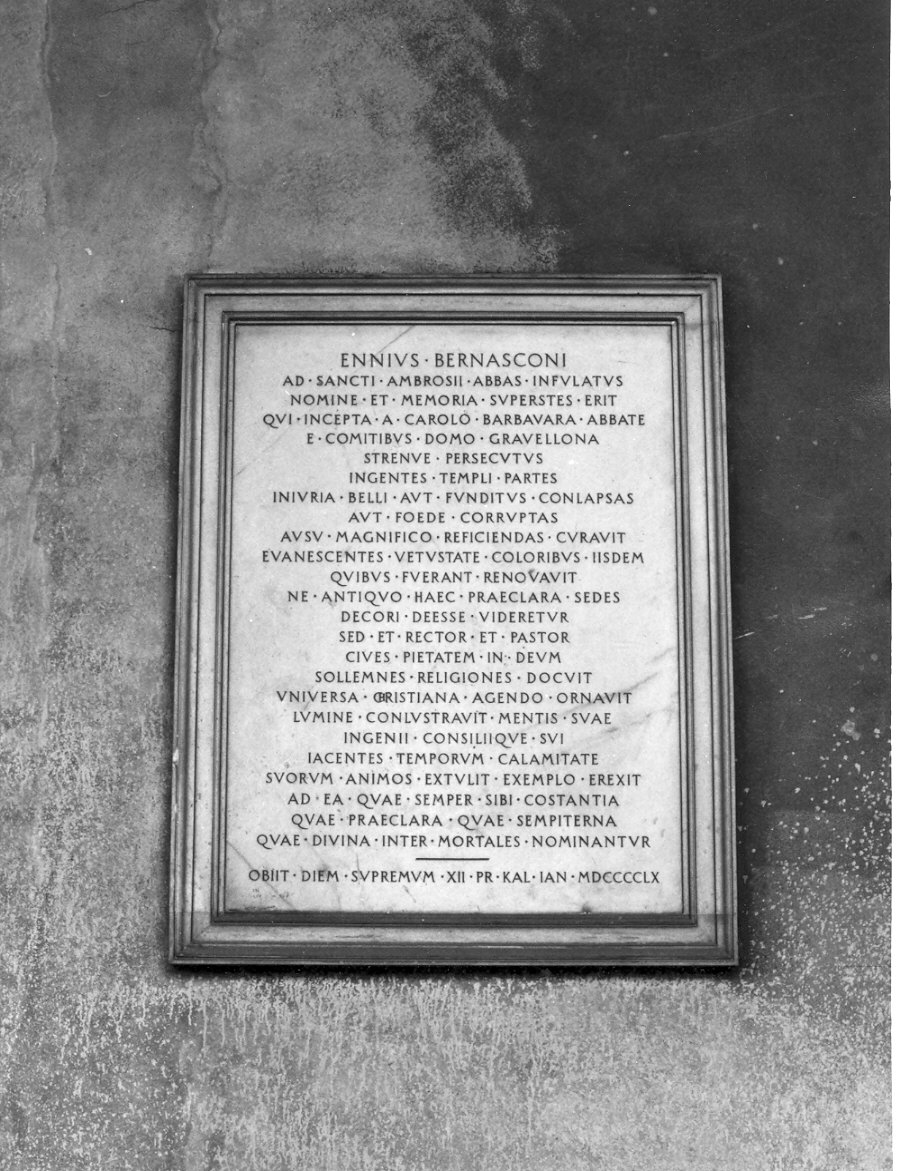 ENNIVS·BERNASCONI
AD·SANCTI·AMBROSII·ABBAS·INFVLATVS
NOMINE·ET·MEMORIA·SVPERSTES·ERIT
QVI·INCEPTA·A·CAROLO·BARBAVARA·ABBATE
E·COMITIBVS·DOMO·GRAVELLONA
STRENVE·PERSECVTVS
INGENTES·TEMPLI·PARTES
INIVRIA·BELLI·AVT·FVNDITVS·CONLAPSAS
AVT·FOEDE·CORRVPTAS
AVSV·MAGNIFICO·REFICIENDAS·CVRAVIT
EVANESCENTES·VETVSTATE·COLORIBVS·IISDEM
QVIBVS·FVERANT·RENOVAVIT
NE·ANTIQVO·HAEC·PRAECLARA·SEDES
DECORI·DEESSE·VIDERETVR
SED·ET·RECTOR·ET·PASTOR
CIVES·PIETATEM·IN·DEVM
SOLLEMNES·RELIGIONES·DOCVIT
VNIVERSA·CHRISTIANA·AGENDO·ORNAVIT
LVMINE·CONLVSTRAVIT·MENTIS·SVAE
INGENII·CONSILIIQVE·SVI
IACENTES·TEMPORVM·CALAMITATE
SVORVM·ANIMOS·EXTVLIT·EXEMPLO·EREXIT
AD·EA·QVAE·SEMPER·SIBI·COSTANTIA
QVAE·PRAECLARA·QVAE·SEMPITERNA
QVAE·DIVINA·INTER·MORTALES·NOMINANTVR
OBIIT·DIEM·SVPREMVM·XII·PR·KAL·IAN·MDCCCCLX